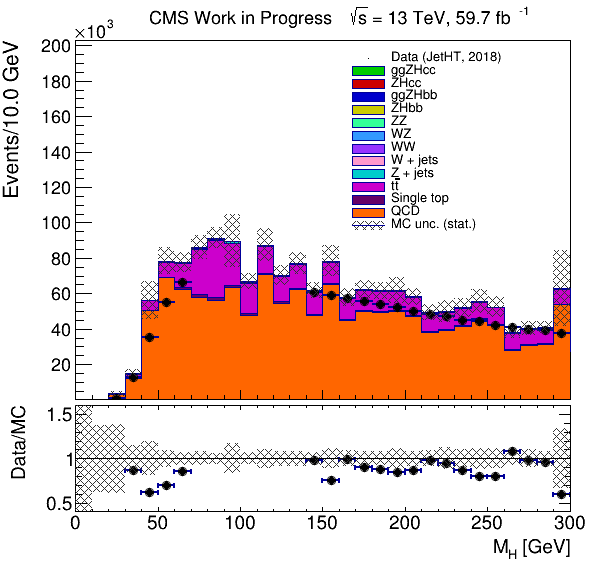 CMS Work in Progress √s = 13 TeV, 59.7 fb⁻¹
×10³
Events/10.0 GeV
200
180
160
140
120
100
80
60
40
20
Data (JetHT, 2018)
ggZHcc
ZHcc
ggZHbb
ZHbb
ZZ
WZ
WW
W + jets
Z + jets
tt̅
Single top
QCD
MC unc. (stat.)
Data/MC
1.5
1
0.5
0 50 100 150 200 250 300
M_H [GeV]